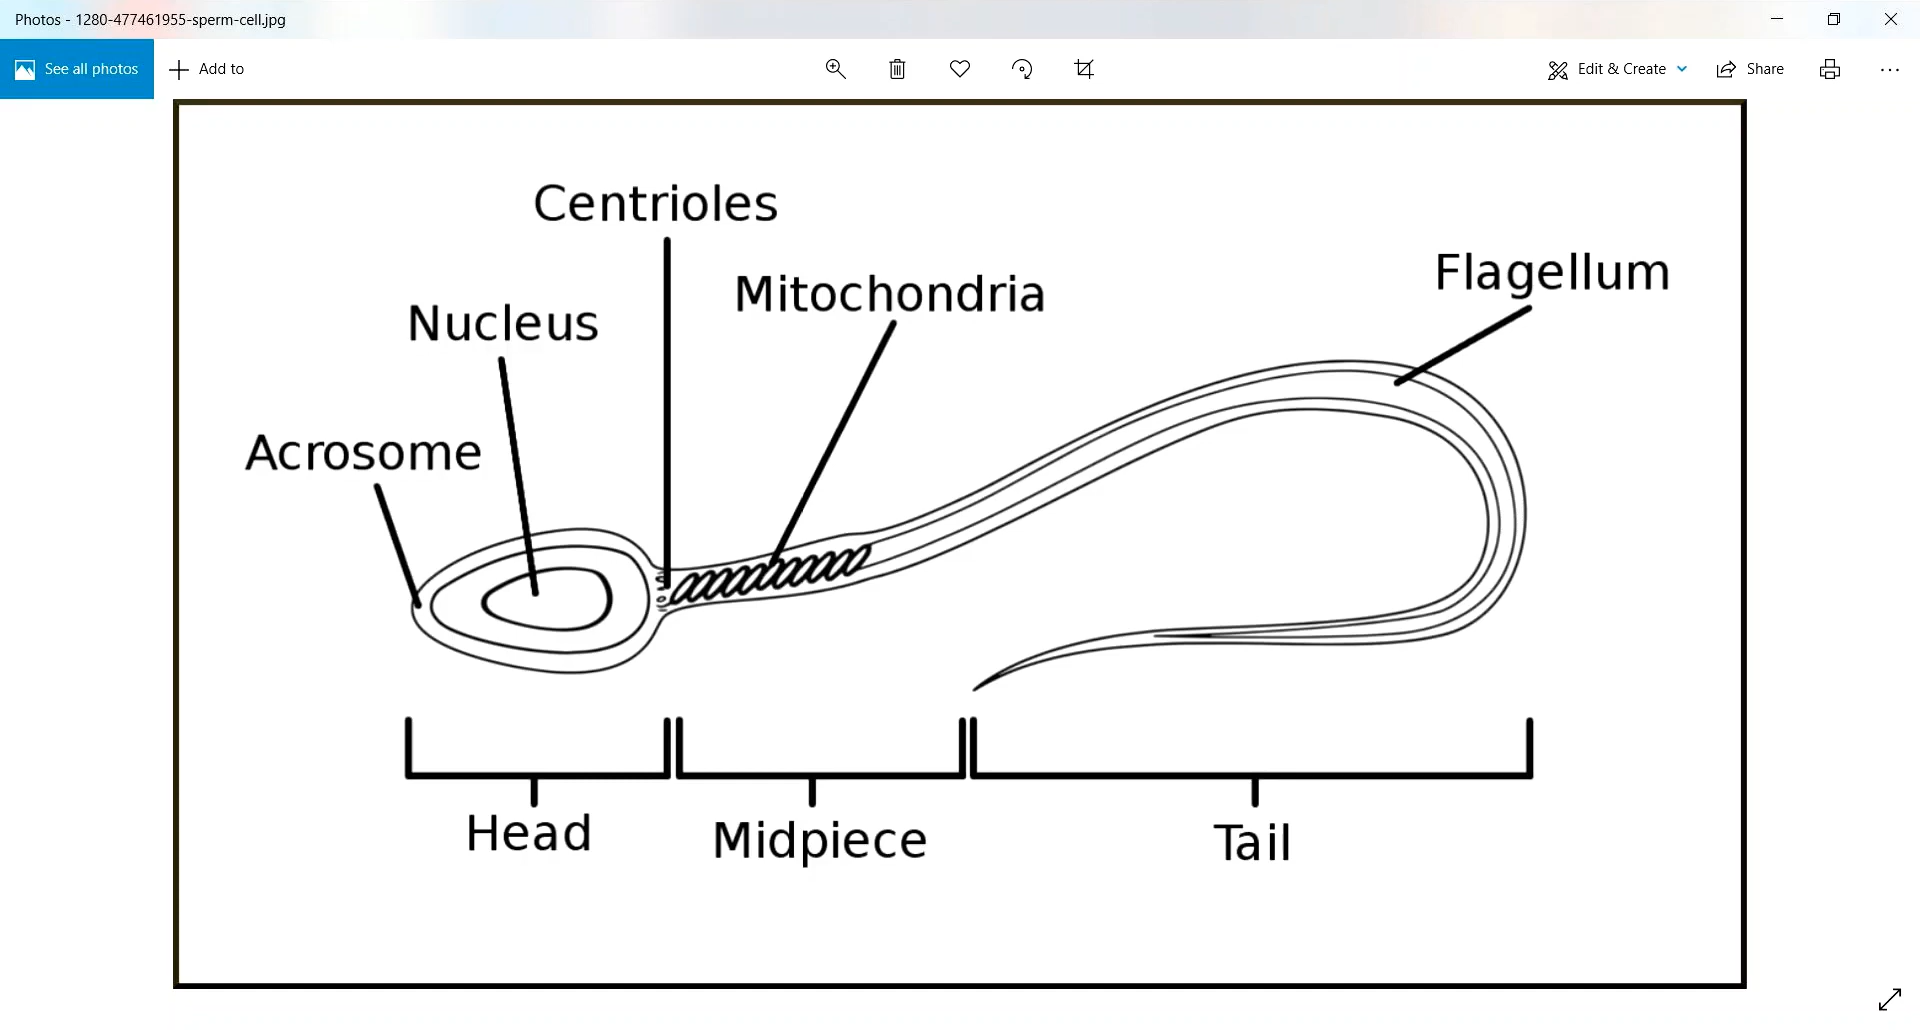 Photos - 1280-477461955-sperm-cell.jpg
See all photos
Add to
Edit & Create
Share
Centrioles
Flagellum
Mitochondria
Nucleus
Acrosome
Head
Midpiece
Tail